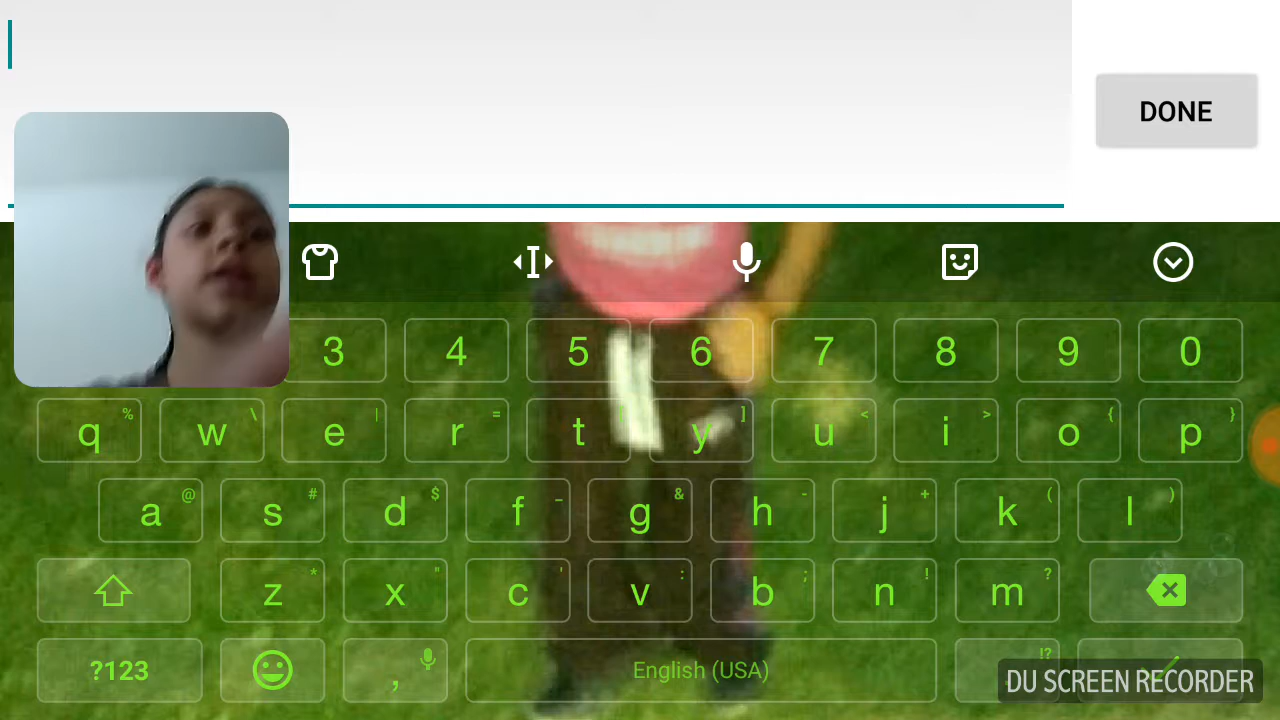 DONE
3 4 5 6 7 8 9 0
q % w \ e | r = t y ] u < i > o { p }
a @ s # d $ f _ g & h - j + k ( l )
z * x " c ' v : b ; n ! m ?
?123 , English (USA) !?
DU SCREEN RECORDER